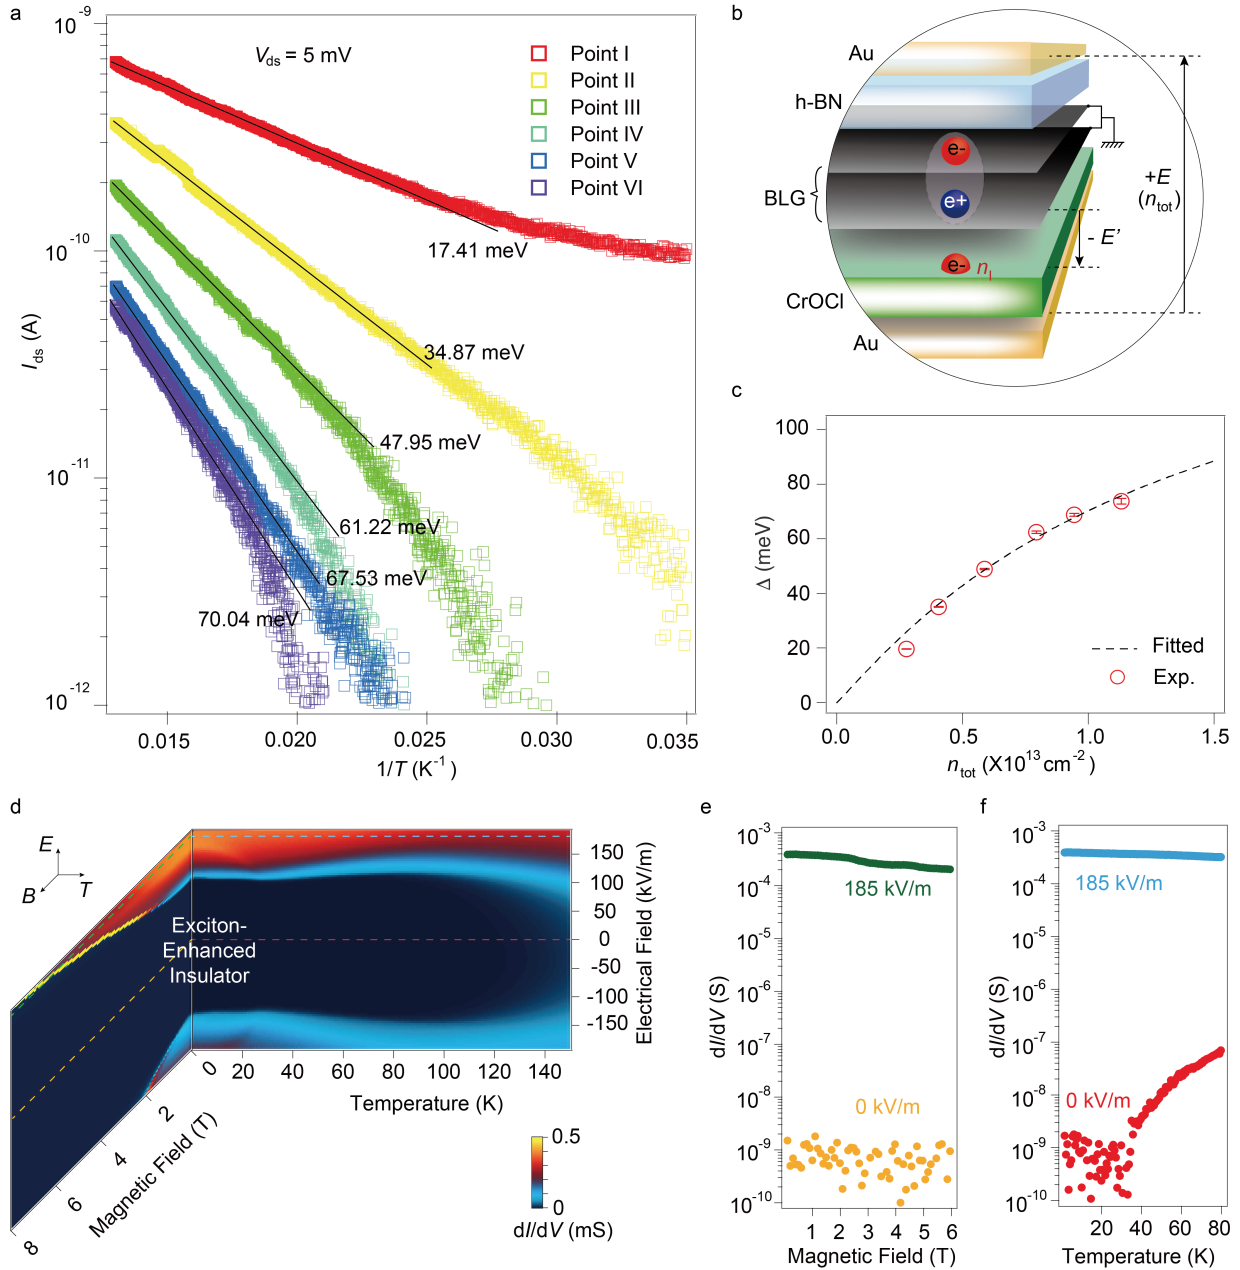 a
10⁻⁹
10⁻¹⁰
10⁻¹¹
10⁻¹²
I_ds (A)
V_ds = 5 mV
Point I
Point II
Point III
Point IV
Point V
Point VI
17.41 meV
34.87 meV
47.95 meV
61.22 meV
67.53 meV
70.04 meV
0.015
0.020
0.025
0.030
0.035
1/T (K⁻¹)
b
Au
h-BN
BLG
CrOCl
Au
e-
e+
e-
n_I
+E
(n_tot)
- E’
c
100
80
60
40
20
0
Δ (meV)
Fitted
Exp.
0.0
0.5
1.0
1.5
n_tot (X10¹³cm⁻²)
d
E
B
T
Exciton-
Enhanced
Insulator
150
100
50
0
-50
-100
-150
Electrical Field (kV/m)
0
20
40
60
80
100
120
140
Temperature (K)
2
4
6
8
Magnetic Field (T)
0.5
0
dI/dV (mS)
e
10⁻³
10⁻⁴
10⁻⁵
10⁻⁶
10⁻⁷
10⁻⁸
10⁻⁹
10⁻¹⁰
dI/dV (S)
185 kV/m
0 kV/m
1
2
3
4
5
6
Magnetic Field (T)
f
10⁻³
10⁻⁴
10⁻⁵
10⁻⁶
10⁻⁷
10⁻⁸
10⁻⁹
10⁻¹⁰
dI/dV (S)
185 kV/m
0 kV/m
20
40
60
80
Temperature (K)